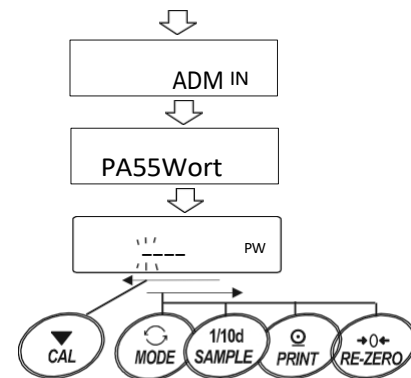 ADM IN
PA55Wort
---- PW
CAL
MODE
1/10d
SAMPLE
PRINT
→0←
RE-ZERO